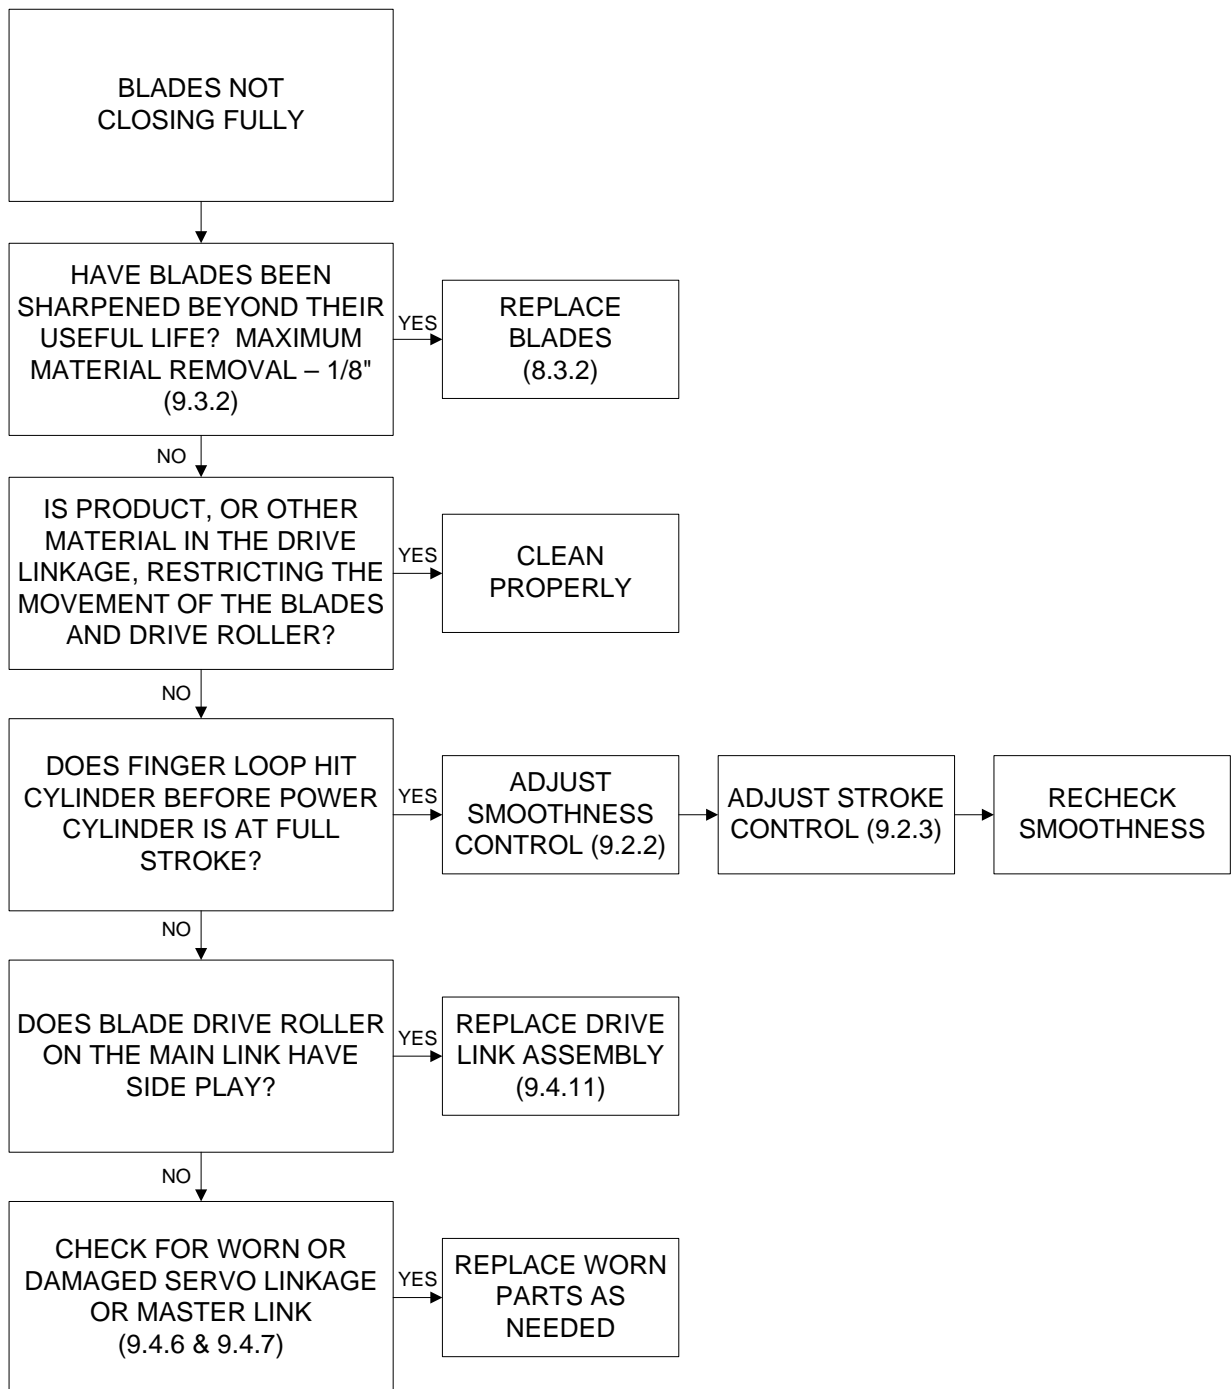 BLADES NOT
CLOSING FULLY
HAVE BLADES BEEN
SHARPENED BEYOND THEIR
USEFUL LIFE?  MAXIMUM
MATERIAL REMOVAL – 1/8"
(9.3.2)
YES
REPLACE
BLADES
(8.3.2)
NO
IS PRODUCT, OR OTHER
MATERIAL IN THE DRIVE
LINKAGE, RESTRICTING THE
MOVEMENT OF THE BLADES
AND DRIVE ROLLER?
YES
CLEAN
PROPERLY
NO
DOES FINGER LOOP HIT
CYLINDER BEFORE POWER
CYLINDER IS AT FULL
STROKE?
YES
ADJUST
SMOOTHNESS
CONTROL (9.2.2)
ADJUST STROKE
CONTROL (9.2.3)
RECHECK
SMOOTHNESS
NO
DOES BLADE DRIVE ROLLER
ON THE MAIN LINK HAVE
SIDE PLAY?
YES
REPLACE DRIVE
LINK ASSEMBLY
(9.4.11)
NO
CHECK FOR WORN OR
DAMAGED SERVO LINKAGE
OR MASTER LINK
(9.4.6 & 9.4.7)
YES
REPLACE WORN
PARTS AS
NEEDED